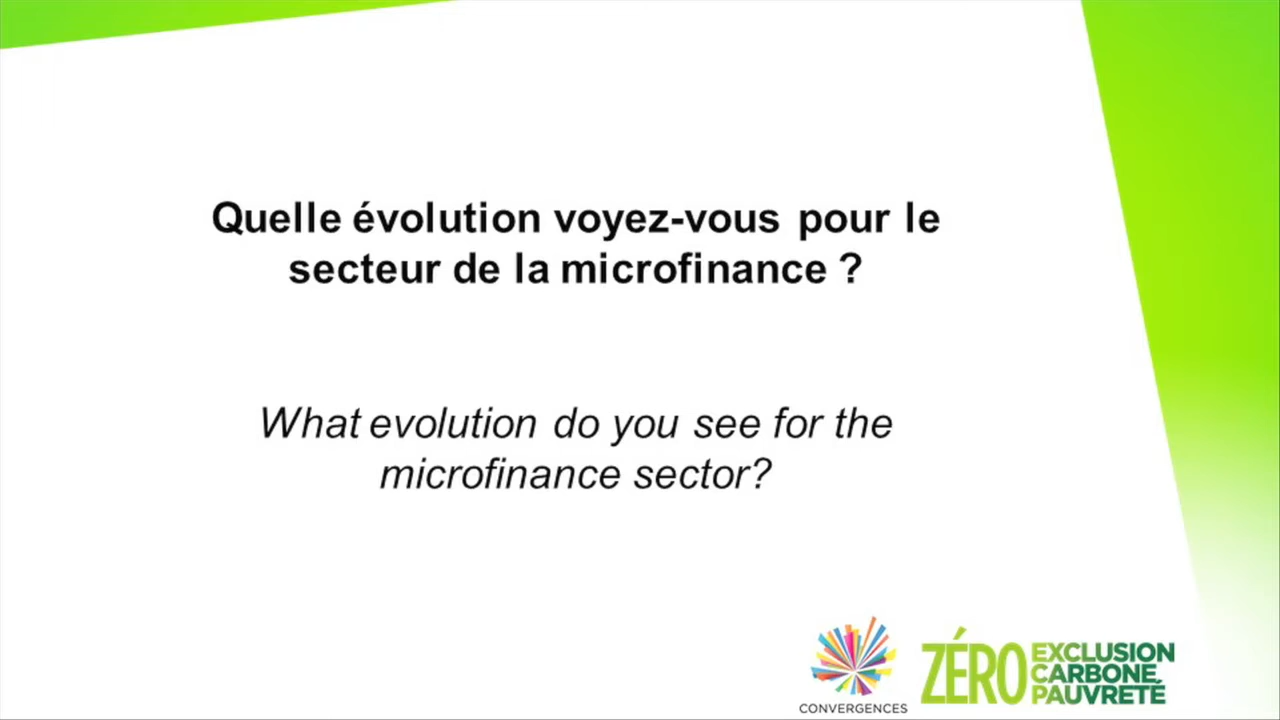 Quelle évolution voyez-vous pour le
secteur de la microfinance ?
What evolution do you see for the
microfinance sector?
CONVERGENCES
ZÉRO EXCLUSION
CARBONE
PAUVRETÉ